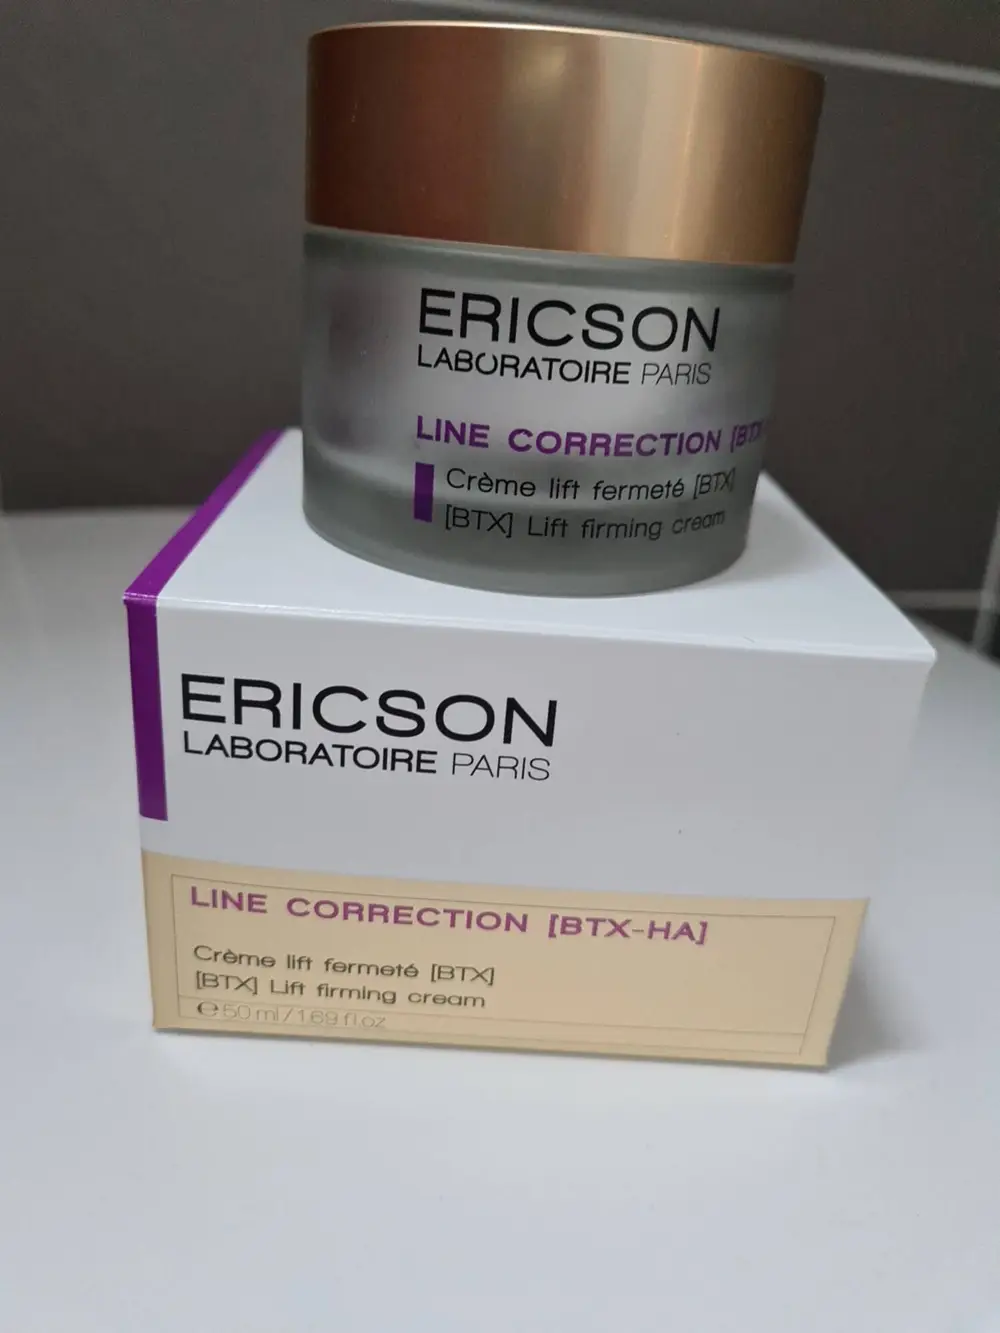 ERICSON
LABORATOIRE PARIS
LINE CORRECTION [BTX
Crème lift fermeté [BTX]
[BTX] Lift firming cream
ERICSON
LABORATOIRE PARIS
LINE CORRECTION [BTX-HA]
Crème lift fermeté [BTX]
[BTX] Lift firming cream
℮ 50 ml / 1.69 fl oz